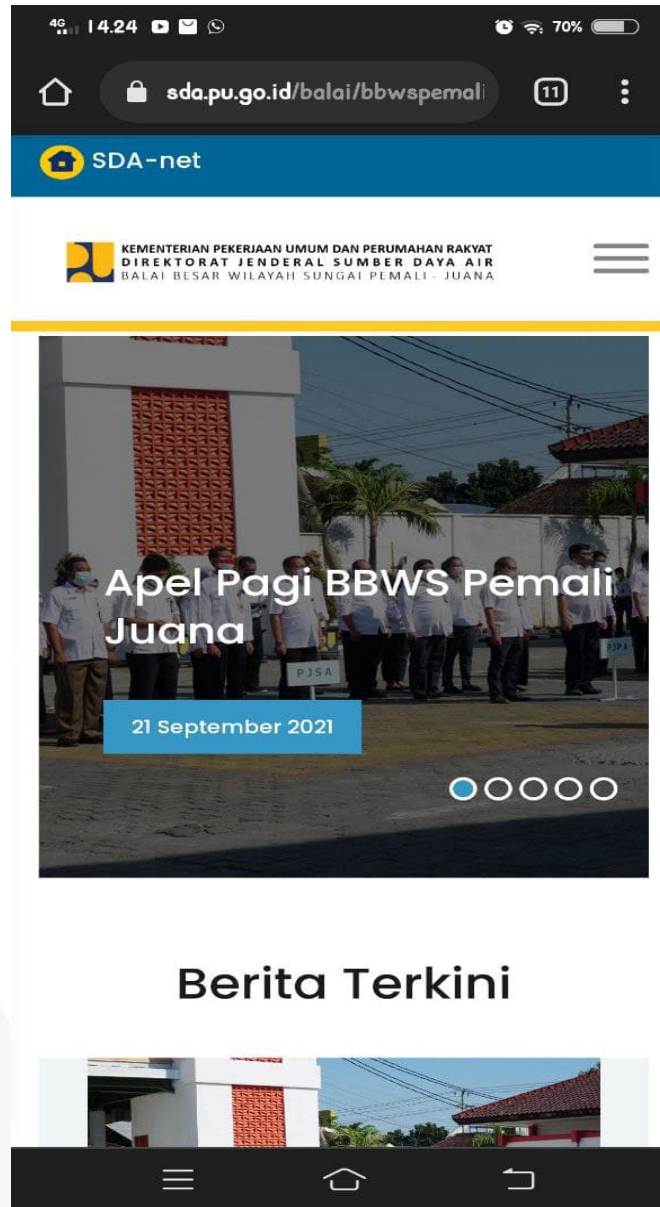 4G 14.24 70%
sda.pu.go.id/balai/bbwspemali
11
SDA-net
KEMENTERIAN PEKERJAAN UMUM DAN PERUMAHAN RAKYAT
DIREKTORAT JENDERAL SUMBER DAYA AIR
BALAI BESAR WILAYAH SUNGAI PEMALI - JUANA
Apel Pagi BBWS Pemali
Juana
PJSA
PJPA
21 September 2021
Berita Terkini